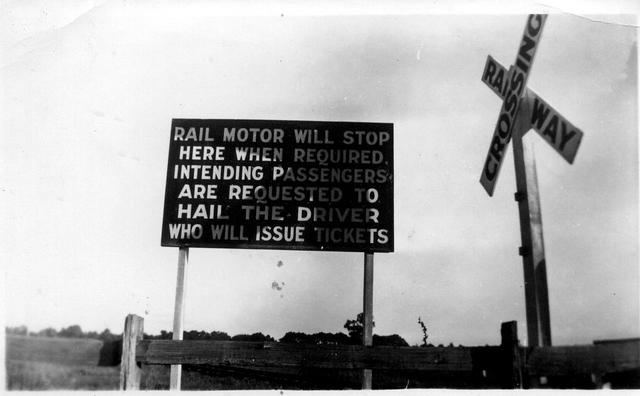 RAIL MOTOR WILL STOP
HERE WHEN REQUIRED.
INTENDING PASSENGERS
ARE REQUESTED TO
HAIL THE DRIVER
WHO WILL ISSUE TICKETS
RAILWAY
CROSSING